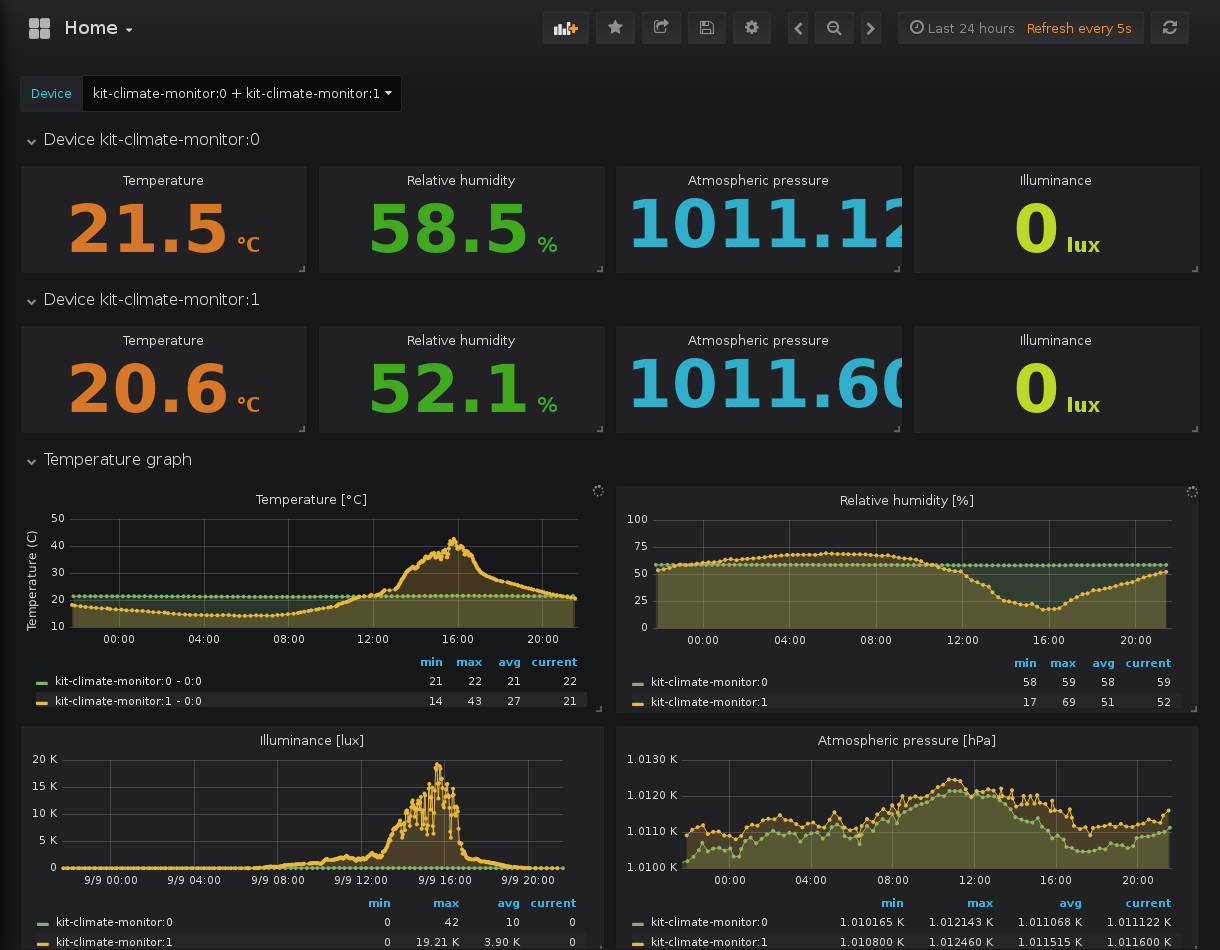 Home
Last 24 hours Refresh every 5s
Device kit-climate-monitor:0 + kit-climate-monitor:1
Device kit-climate-monitor:0
Temperature Relative humidity Atmospheric pressure Illuminance
21.5 °C 58.5 % 1011.12 0 lux
Device kit-climate-monitor:1
Temperature Relative humidity Atmospheric pressure Illuminance
20.6 °C 52.1 % 1011.60 0 lux
Temperature graph
Temperature [°C]
Temperature (C)
50
40
30
20
10
00:00 04:00 08:00 12:00 16:00 20:00
min max avg current
kit-climate-monitor:0 - 0:0 21 22 21 22
kit-climate-monitor:1 - 0:0 14 43 27 21
Relative humidity [%]
100
75
50
25
0
00:00 04:00 08:00 12:00 16:00 20:00
min max avg current
kit-climate-monitor:0 58 59 58 59
kit-climate-monitor:1 17 69 51 52
Illuminance [lux]
20 K
15 K
10 K
5 K
0
9/9 00:00 9/9 04:00 9/9 08:00 9/9 12:00 9/9 16:00 9/9 20:00
min max avg current
kit-climate-monitor:0 0 42 10 0
kit-climate-monitor:1 0 19.21 K 3.90 K 0
Atmospheric pressure [hPa]
1.0130 K
1.0120 K
1.0110 K
1.0100 K
00:00 04:00 08:00 12:00 16:00 20:00
min max avg current
kit-climate-monitor:0 1.010165 K 1.012143 K 1.011068 K 1.011122 K
kit-climate-monitor:1 1.010800 K 1.012460 K 1.011515 K 1.011600 K